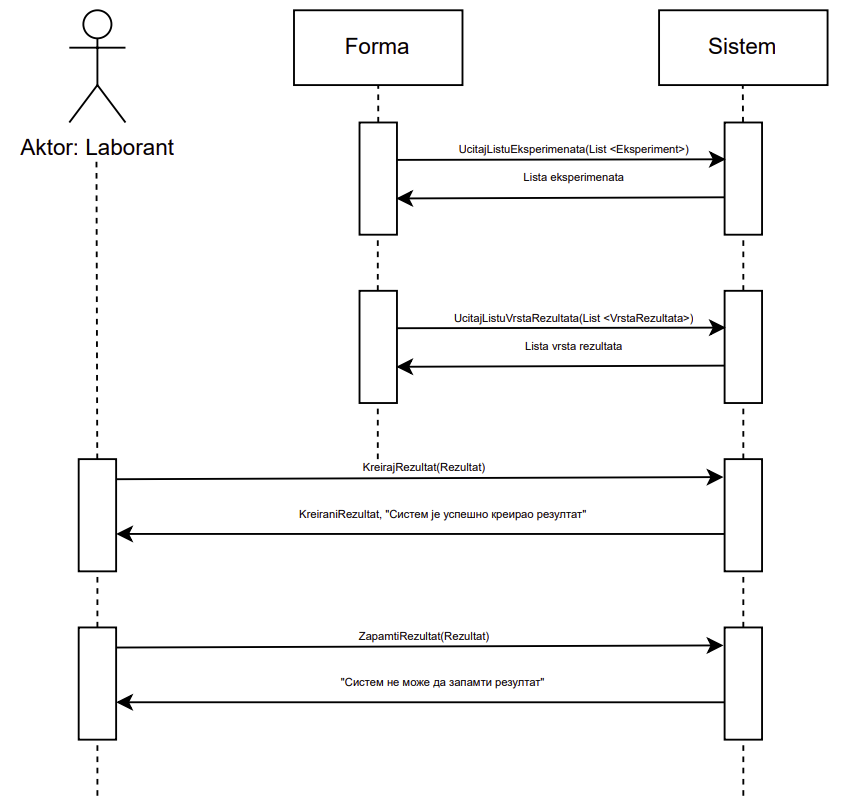 Forma
Sistem
Aktor: Laborant
UcitajListuEksperimenata(List <Eksperiment>)
Lista eksperimenata
UcitajListuVrstaRezultata(List <VrstaRezultata>)
Lista vrsta rezultata
KreirajRezultat(Rezultat)
KreiraniRezultat, "Систем је успешно креирао резултат"
ZapamtiRezultat(Rezultat)
"Систем не може да запамти резултат"